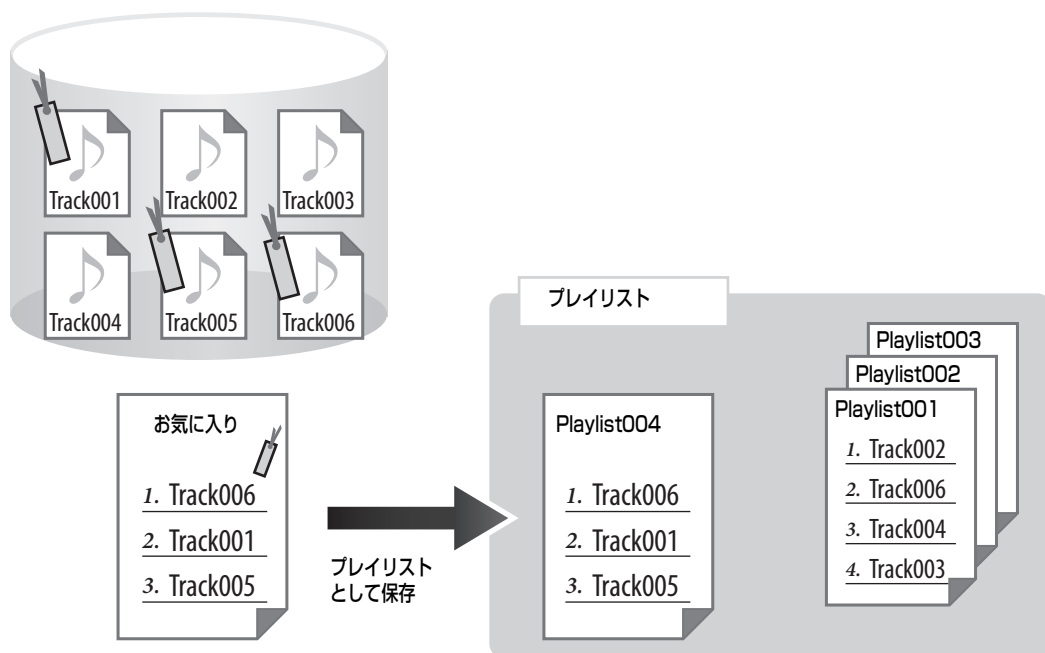 Track001
Track002
Track003
Track004
Track005
Track006
お気に入り
1. Track006
2. Track001
3. Track005
プレイリスト
として保存
プレイリスト
Playlist004
1. Track006
2. Track001
3. Track005
Playlist003
Playlist002
Playlist001
1. Track002
2. Track006
3. Track004
4. Track003